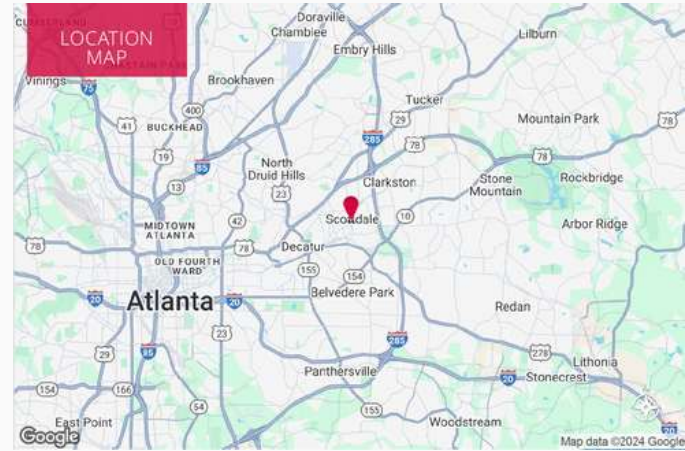 LOCATION
MAP
CUMBERLAND
Doraville
Chamblee
Embry Hills
Lilburn
Vinings
75
Brookhaven
400
Tucker
29
Mountain Park
78
41
BUCKHEAD
285
78
19
85
North
Druid Hills
Clarkston
78
Stone
Mountain
Rockbridge
13
23
Scottdale
10
Arbor Ridge
MIDTOWN
ATLANTA
42
78
78
Decatur
OLD FOURTH
WARD
155
154
20
Atlanta
20
Belvedere Park
Redan
23
285
278
29
85
Panthersville
Lithonia
20
Stonecrest
154
166
54
155
20
East Point
Woodstream
Google
Map data ©2024 Google